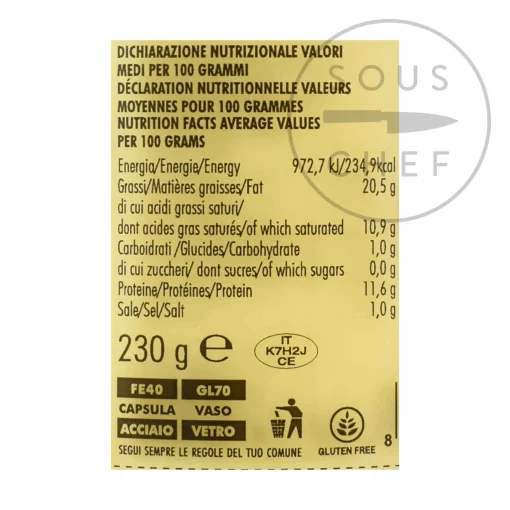 SOUS
CHEF
DICHIARAZIONE NUTRIZIONALE VALORI
MEDI PER 100 GRAMMI
DÉCLARATION NUTRITIONNELLE VALEURS
MOYENNES POUR 100 GRAMMES
NUTRITION FACTS AVERAGE VALUES
PER 100 GRAMS
Energia/Energie/Energy 972,7 kJ/234,9kcal
Grassi/Matières graisses/Fat 20,5 g
di cui acidi grassi saturi/
dont acides gras saturés/of which saturated 10,9 g
Carboidrati /Glucides/Carbohydrate 1,0 g
di cui zuccheri/ dont sucres/of which sugars 0,0 g
Proteine/Protéines/Protein 11,6 g
Sale/Sel/Salt 1,0 g
230 g e
IT
K7H2J
CE
FE40 GL70
CAPSULA VASO
ACCIAIO VETRO
SEGUI SEMPRE LE REGOLE DEL TUO COMUNE
GLUTEN FREE
8